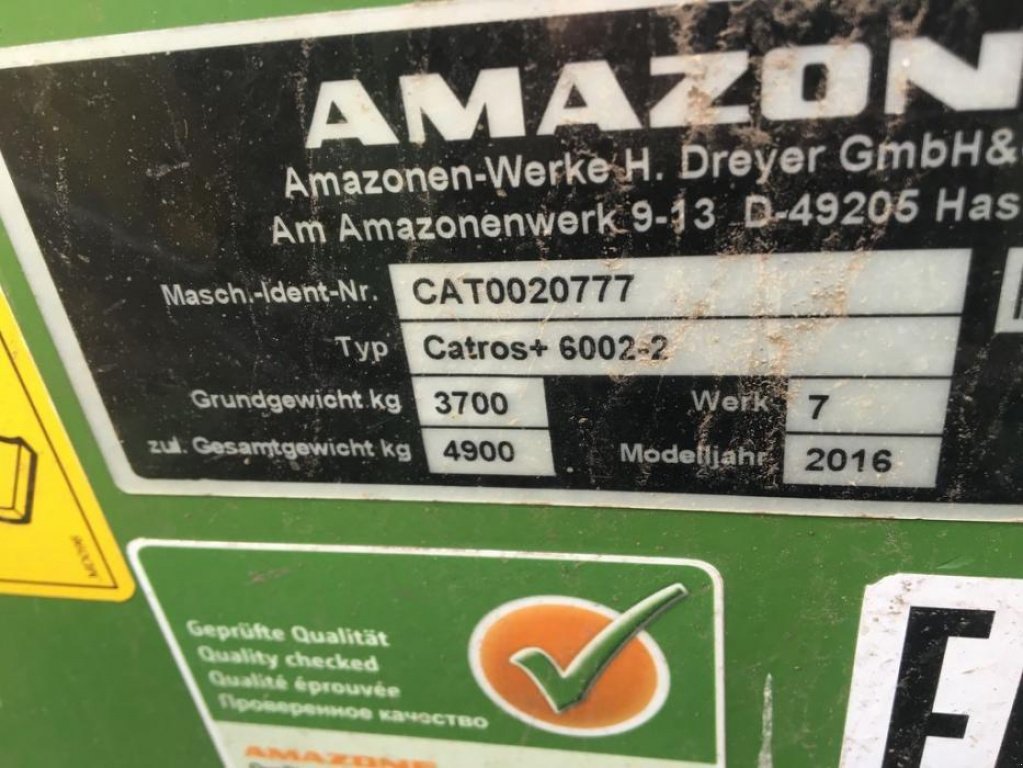 AMAZONE
Amazonen-Werke H. Dreyer GmbH&
Am Amazonenwerk 9-13 D-49205 Has
Masch.-Ident-Nr. CAT0020777
Typ Catros+ 6002-2
Grundgewicht kg 3700 Werk 7
zul. Gesamtgewicht kg 4900 Modelljahr 2016
Geprüfte Qualität
Quality checked
Qualité éprouvée
Проверенное качество
AMAZONE